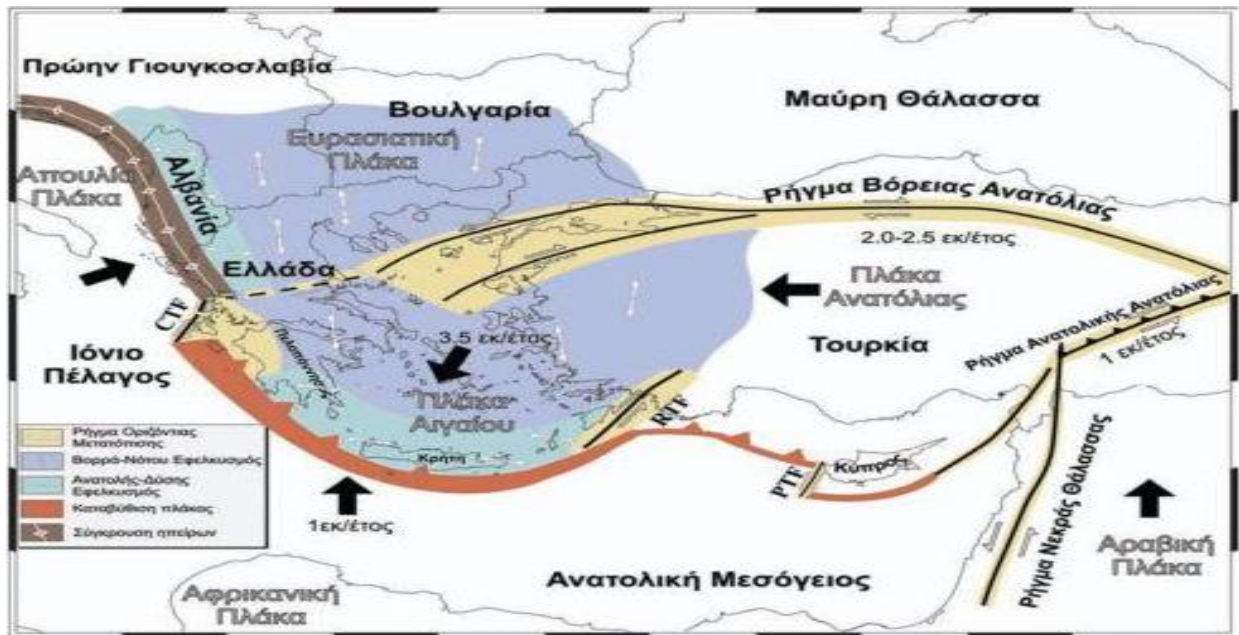 Πρώην Γιουγκοσλαβία
Βουλγαρία
Μαύρη Θάλασσα
Ευρασιατική
Πλάκα
Απουλία
Πλάκα
Αλβανία
Ρήγμα Βόρειας Ανατόλιας
2.0-2.5 εκ/έτος
Ελλάδα
Πλάκα
Ανατόλιας
CTF
Ρήγμα Ανατολικής Ανατόλιας
1 εκ/έτος
Ιόνιο
Πέλαγος
Πελοπόννησος
3.5 εκ/έτος
Τουρκία
Πλάκα
Αιγαίου
RTF
Κρήτη
PTF
Κύπρος
Ρήγμα Οριζόντιας
Μετατόπισης
Βορρά-Νότου Εφελκυσμός
Ανατολής-Δύσης
Εφελκυσμός
Καταβύθιση πλάκας
Σύγκρουση ηπείρων
1εκ/έτος
Ρήγμα Νεκράς Θάλασσας
Αραβική
Πλάκα
Ανατολική Μεσόγειος
Αφρικανική
Πλάκα